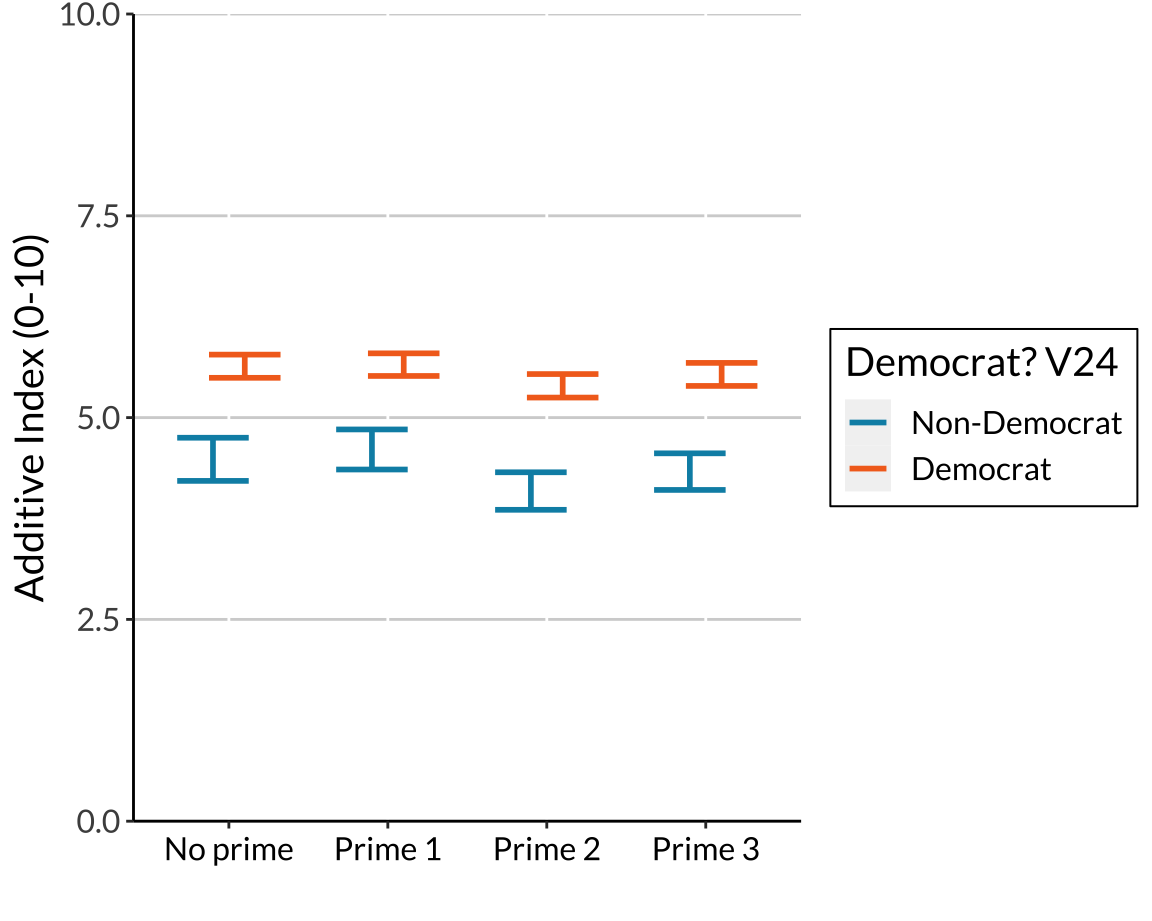 10.0
7.5
5.0
2.5
0.0
Additive Index (0-10)
No prime
Prime 1
Prime 2
Prime 3
Democrat? V24
Non-Democrat
Democrat